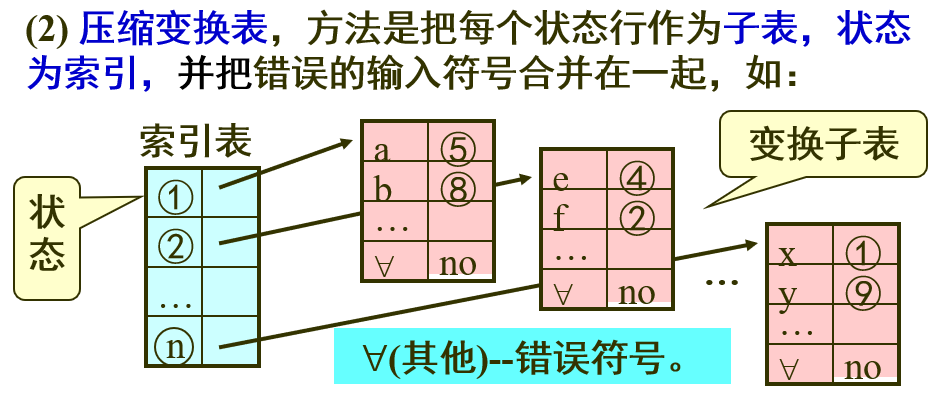 (2) 压缩变换表，方法是把每个状态行作为子表，状态
为索引，并把错误的输入符号合并在一起，如：
索引表
变换子表
状
态
①
②
…
ⓝ
a ⑤
b ⑧
…
∀ no
e ④
f ②
…
∀ no
…
x ①
y ⑨
…
∀ no
∀(其他)--错误符号。